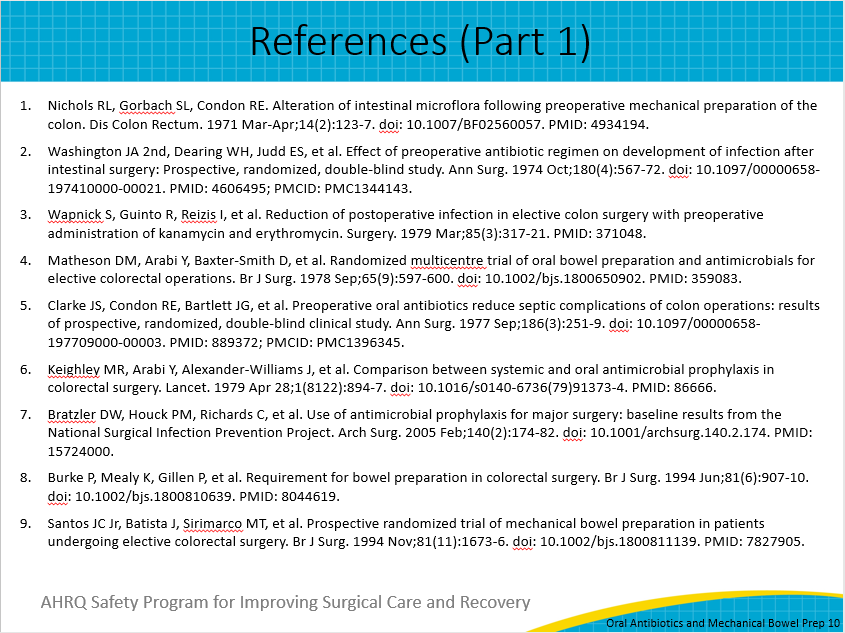 References (Part 1)
1. Nichols RL, Gorbach SL, Condon RE. Alteration of intestinal microflora following preoperative mechanical preparation of the
colon. Dis Colon Rectum. 1971 Mar-Apr;14(2):123-7. doi: 10.1007/BF02560057. PMID: 4934194.
2. Washington JA 2nd, Dearing WH, Judd ES, et al. Effect of preoperative antibiotic regimen on development of infection after
intestinal surgery: Prospective, randomized, double-blind study. Ann Surg. 1974 Oct;180(4):567-72. doi: 10.1097/00000658-
197410000-00021. PMID: 4606495; PMCID: PMC1344143.
3. Wapnick S, Guinto R, Reizis I, et al. Reduction of postoperative infection in elective colon surgery with preoperative
administration of kanamycin and erythromycin. Surgery. 1979 Mar;85(3):317-21. PMID: 371048.
4. Matheson DM, Arabi Y, Baxter-Smith D, et al. Randomized multicentre trial of oral bowel preparation and antimicrobials for
elective colorectal operations. Br J Surg. 1978 Sep;65(9):597-600. doi: 10.1002/bjs.1800650902. PMID: 359083.
5. Clarke JS, Condon RE, Bartlett JG, et al. Preoperative oral antibiotics reduce septic complications of colon operations: results
of prospective, randomized, double-blind clinical study. Ann Surg. 1977 Sep;186(3):251-9. doi: 10.1097/00000658-
197709000-00003. PMID: 889372; PMCID: PMC1396345.
6. Keighley MR, Arabi Y, Alexander-Williams J, et al. Comparison between systemic and oral antimicrobial prophylaxis in
colorectal surgery. Lancet. 1979 Apr 28;1(8122):894-7. doi: 10.1016/s0140-6736(79)91373-4. PMID: 86666.
7. Bratzler DW, Houck PM, Richards C, et al. Use of antimicrobial prophylaxis for major surgery: baseline results from the
National Surgical Infection Prevention Project. Arch Surg. 2005 Feb;140(2):174-82. doi: 10.1001/archsurg.140.2.174. PMID:
15724000.
8. Burke P, Mealy K, Gillen P, et al. Requirement for bowel preparation in colorectal surgery. Br J Surg. 1994 Jun;81(6):907-10.
doi: 10.1002/bjs.1800810639. PMID: 8044619.
9. Santos JC Jr, Batista J, Sirimarco MT, et al. Prospective randomized trial of mechanical bowel preparation in patients
undergoing elective colorectal surgery. Br J Surg. 1994 Nov;81(11):1673-6. doi: 10.1002/bjs.1800811139. PMID: 7827905.
AHRQ Safety Program for Improving Surgical Care and Recovery
Oral Antibiotics and Mechanical Bowel Prep 10